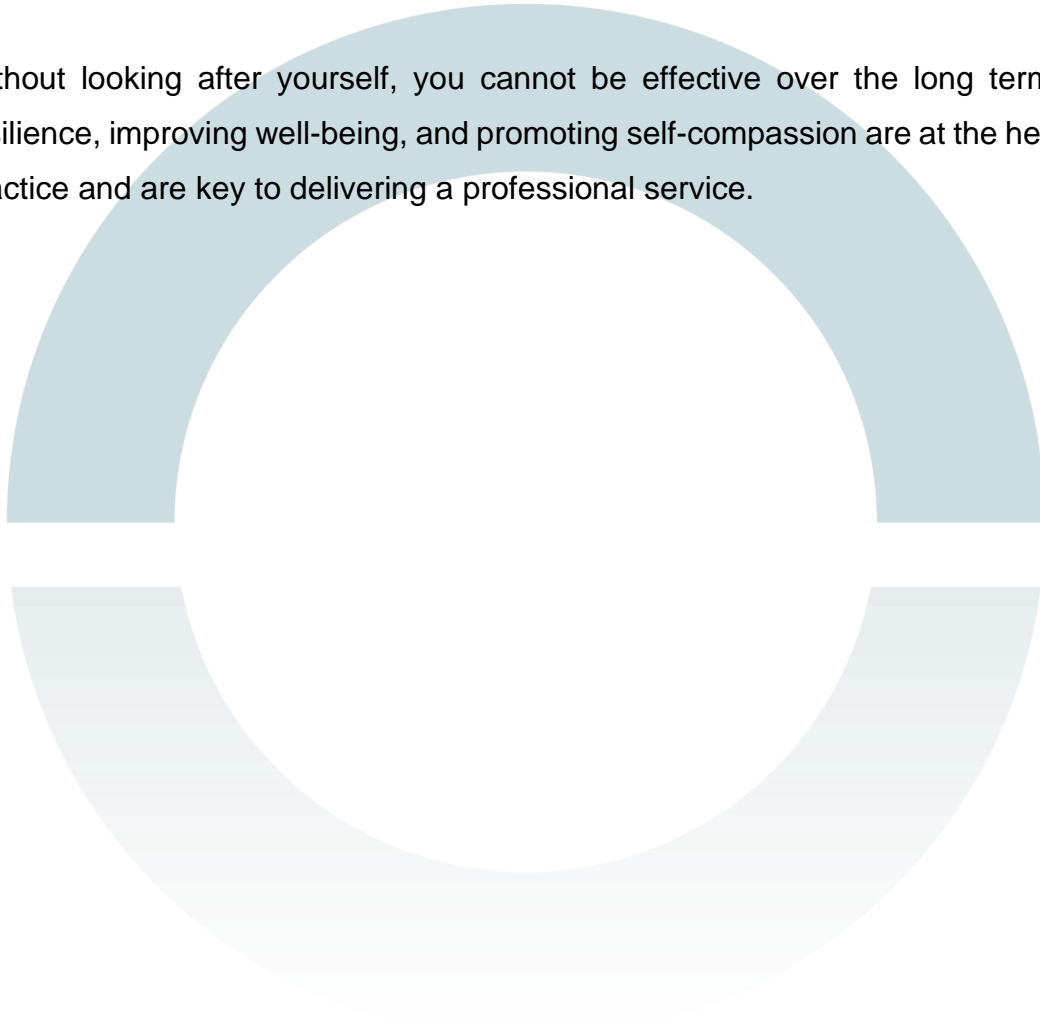 thout looking after yourself, you cannot be effective over the long term
silience, improving well-being, and promoting self-compassion are at the he
actice and are key to delivering a professional service.